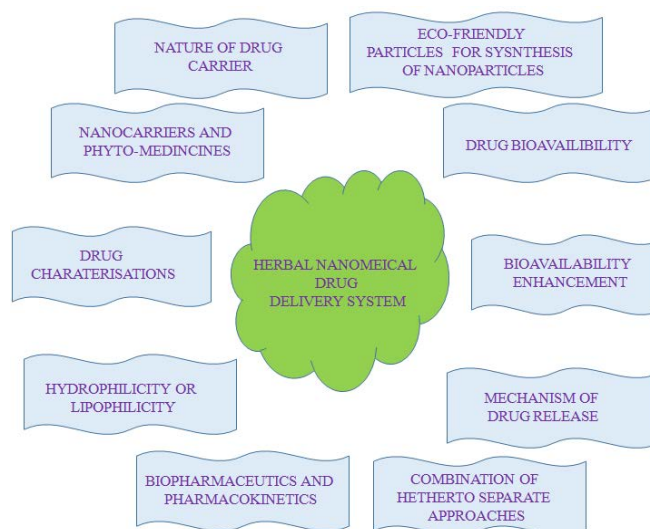 NATURE OF DRUG
CARRIER
ECO-FRIENDLY
PARTICLES FOR SYSNTHESIS
OF NANOPARTICLES
NANOCARRIERS AND
PHYTO-MEDINCINES
DRUG BIOAVAILIBILITY
DRUG
CHARATERISATIONS
HERBAL NANOMEICAL
DRUG
DELIVERY SYSTEM
BIOAVAILABILITY
ENHANCEMENT
HYDROPHILICITY OR
LIPOPHILICITY
MECHANISM OF
DRUG RELEASE
BIOPHARMACEUTICS AND
PHARMACOKINETICS
COMBINATION OF
HETHERTO SEPARATE
APPROACHES